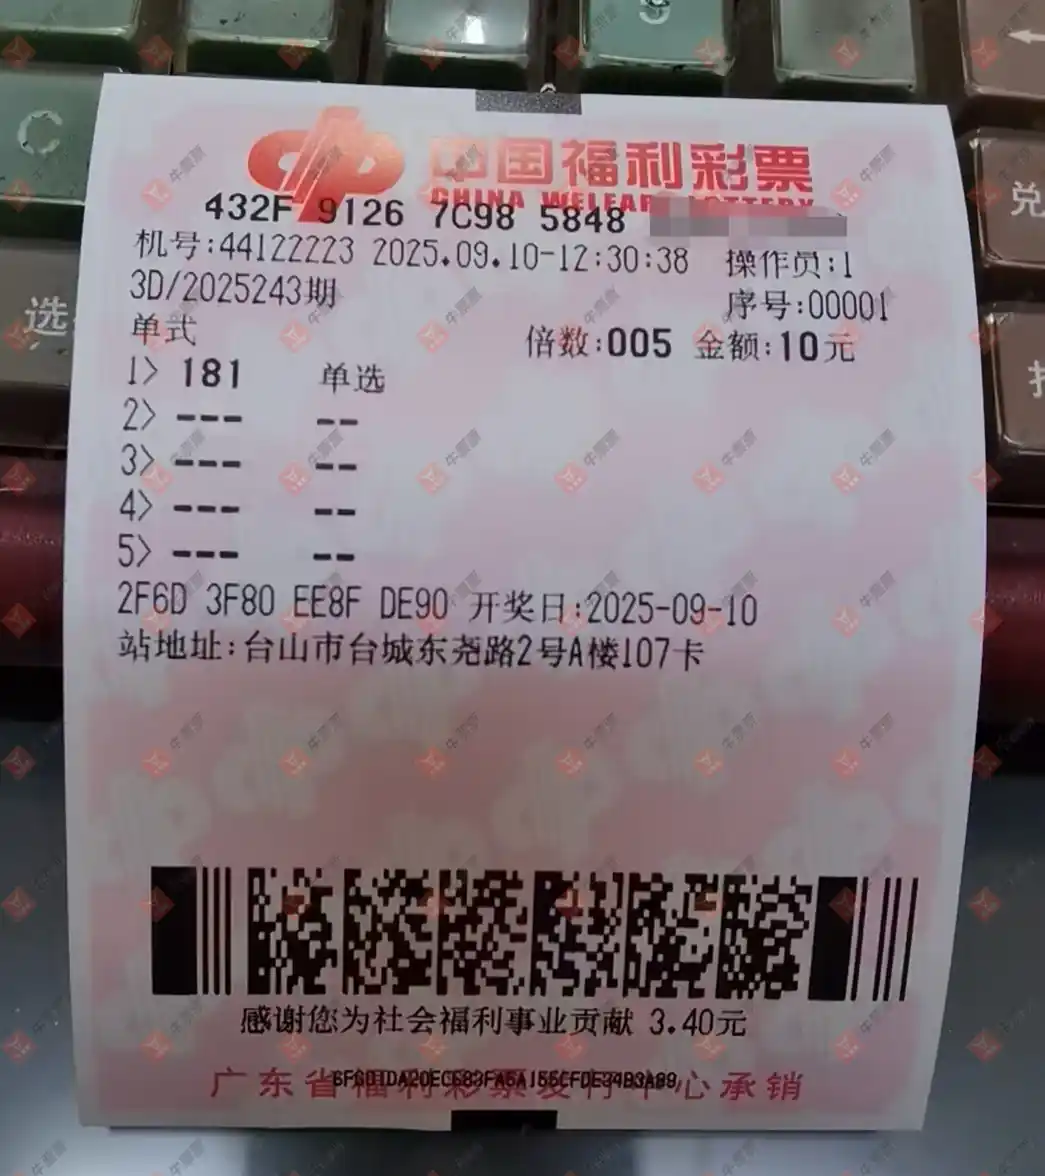 中国福利彩票
CHINA WELFARE LOTTERY
432F 9126 7C98 5848
机号:44122223 2025.09.10-12:30:38 操作员:1
3D/2025243期 序号:00001
单式 倍数:005 金额:10元
1> 181 单选
2> --- --
3> --- --
4> --- --
5> --- --
2F6D 3F80 EE8F DE90 开奖日:2025-09-10
站地址:台山市台城东尧路2号A楼107卡
感谢您为社会福利事业贡献 3.40元
广东省福利彩票发行中心承销
C
选
9
兑
牛票票